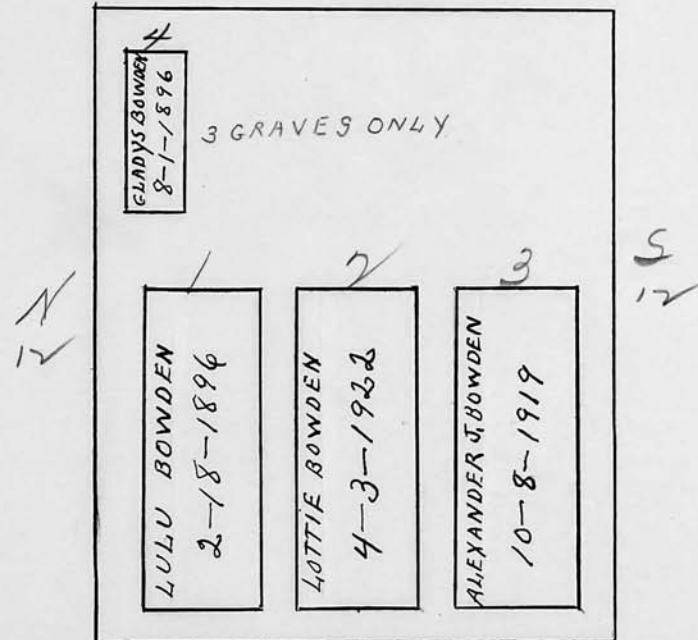 4
GLADYS BOWDEN
8-1-1896
3 GRAVES ONLY
N
12
S
12
1
LULU BOWDEN
2-18-1896
2
LOTTIE BOWDEN
4-3-1922
3
ALEXANDER J. BOWDEN
10-8-1919